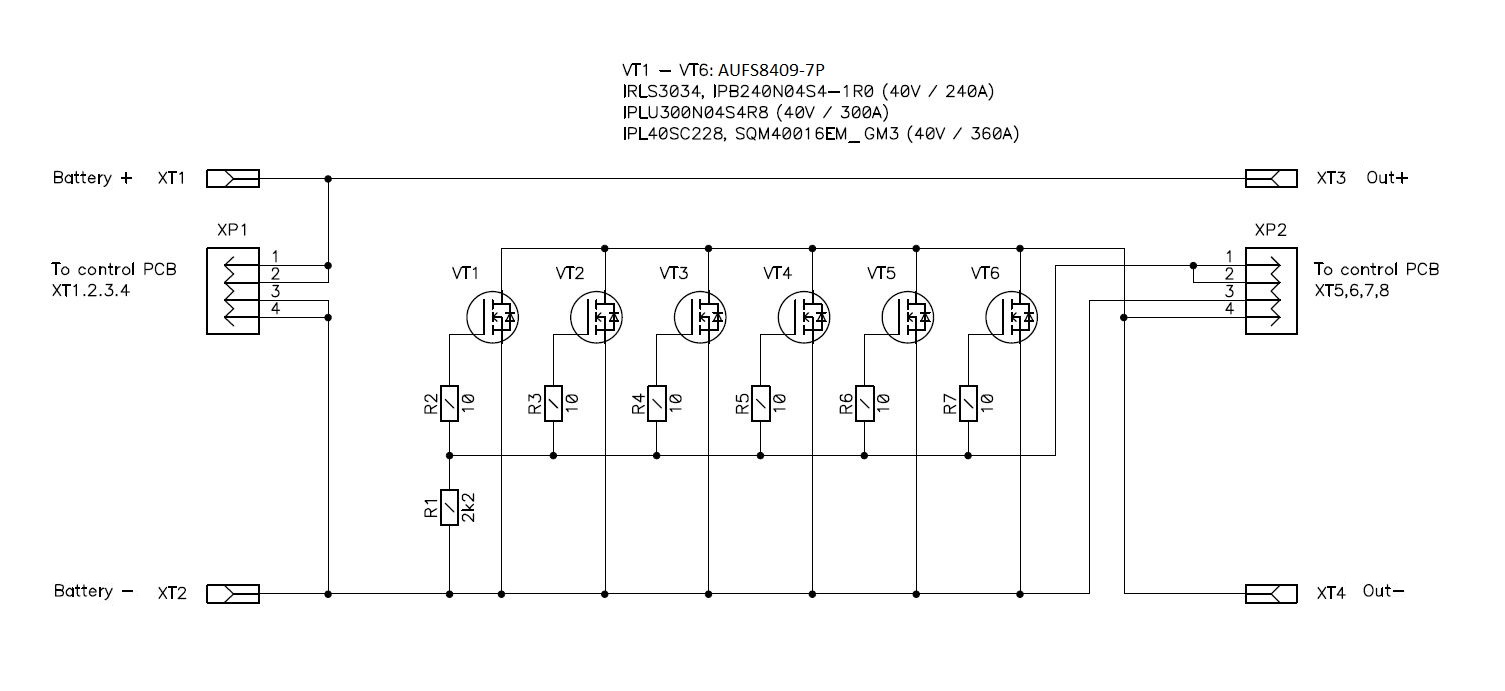 VT1 – VT6: AUFS8409-7P
IRLS3034, IPB240N04S4-1R0 (40V / 240A)
IPLU300N04S4R8 (40V / 300A)
IPL40SC228, SQM40016EM_GM3 (40V / 360A)
Battery + XT1
XT3 Out+
XP1
XP2
To control PCB
XT1.2.3.4
1
2
3
4
VT1
VT2
VT3
VT4
VT5
VT6
1
2
3
4
To control PCB
XT5,6,7,8
R2 10
R3 10
R4 10
R5 10
R6 10
R7 10
R1 2k2
Battery – XT2
XT4 Out–